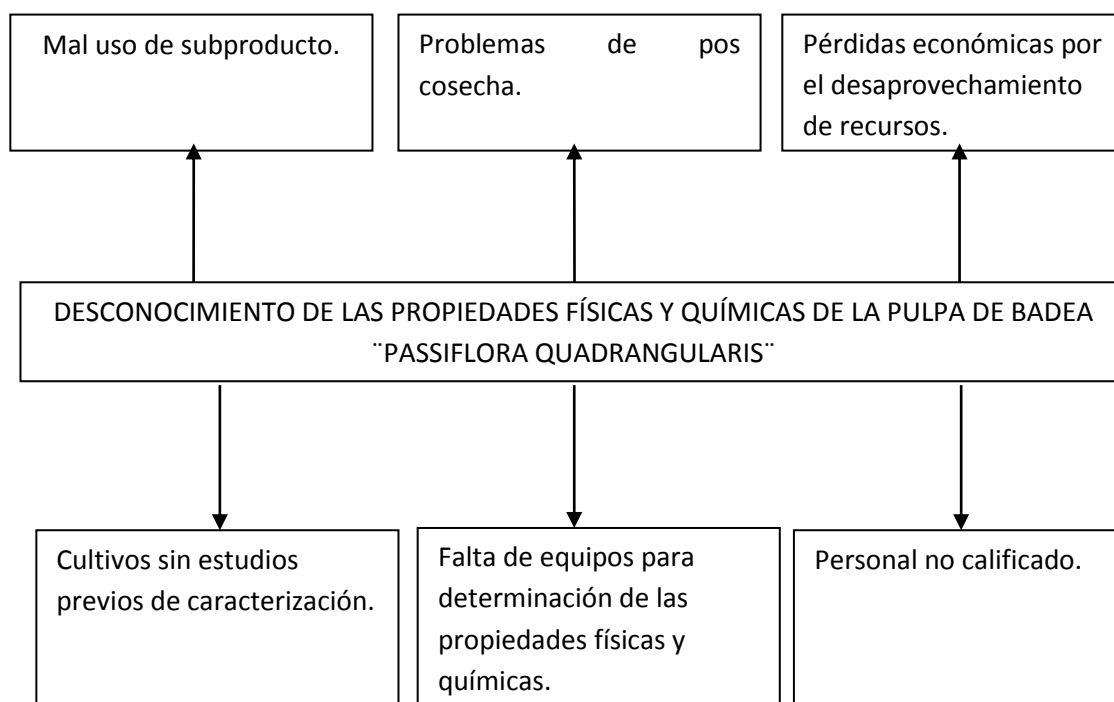 Mal uso de subproducto.
Problemas de pos
cosecha.
Pérdidas económicas por
el desaprovechamiento
de recursos.
DESCONOCIMIENTO DE LAS PROPIEDADES FÍSICAS Y QUÍMICAS DE LA PULPA DE BADEA
¨PASSIFLORA QUADRANGULARIS¨
Cultivos sin estudios
previos de caracterización.
Falta de equipos para
determinación de las
propiedades físicas y
químicas.
Personal no calificado.